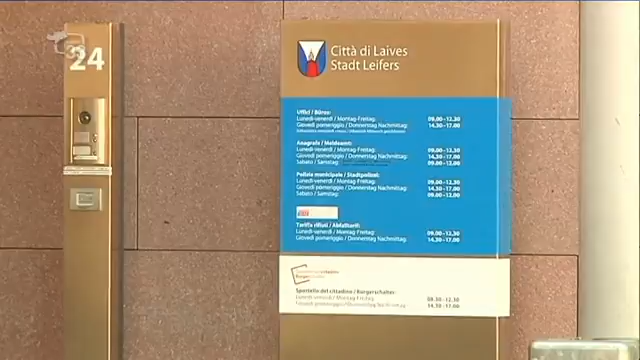 24
Città di Laives
Stadt Leifers
Uffici / Büros:
Lunedì-venerdì / Montag-Freitag: 09.00-12.30
Giovedì pomeriggio / Donnerstag Nachmittag: 14.30-17.00
Anagrafe / Meldeamt:
Lunedì-venerdì / Montag-Freitag: 09.00-12.30
Giovedì pomeriggio / Donnerstag Nachmittag: 14.30-17.00
Sabato / Samstag: 09.00-12.00
Polizia municipale / Stadtpolizei:
Lunedì-venerdì / Montag-Freitag: 09.00-12.30
Giovedì pomeriggio / Donnerstag Nachmittag: 14.30-17.00
Sabato / Samstag: 09.00-12.00
Tariffa rifiuti / Abfalltarif:
Lunedì-venerdì / Montag-Freitag: 09.00-12.30
Giovedì pomeriggio / Donnerstag Nachmittag: 14.30-17.00
Sportello del cittadino / Bürgerschalter:
Lunedì-venerdì / Montag-Freitag 08.30-12.30
Giovedì pomeriggio / Donnerstag Nachmittag 14.30-17.00